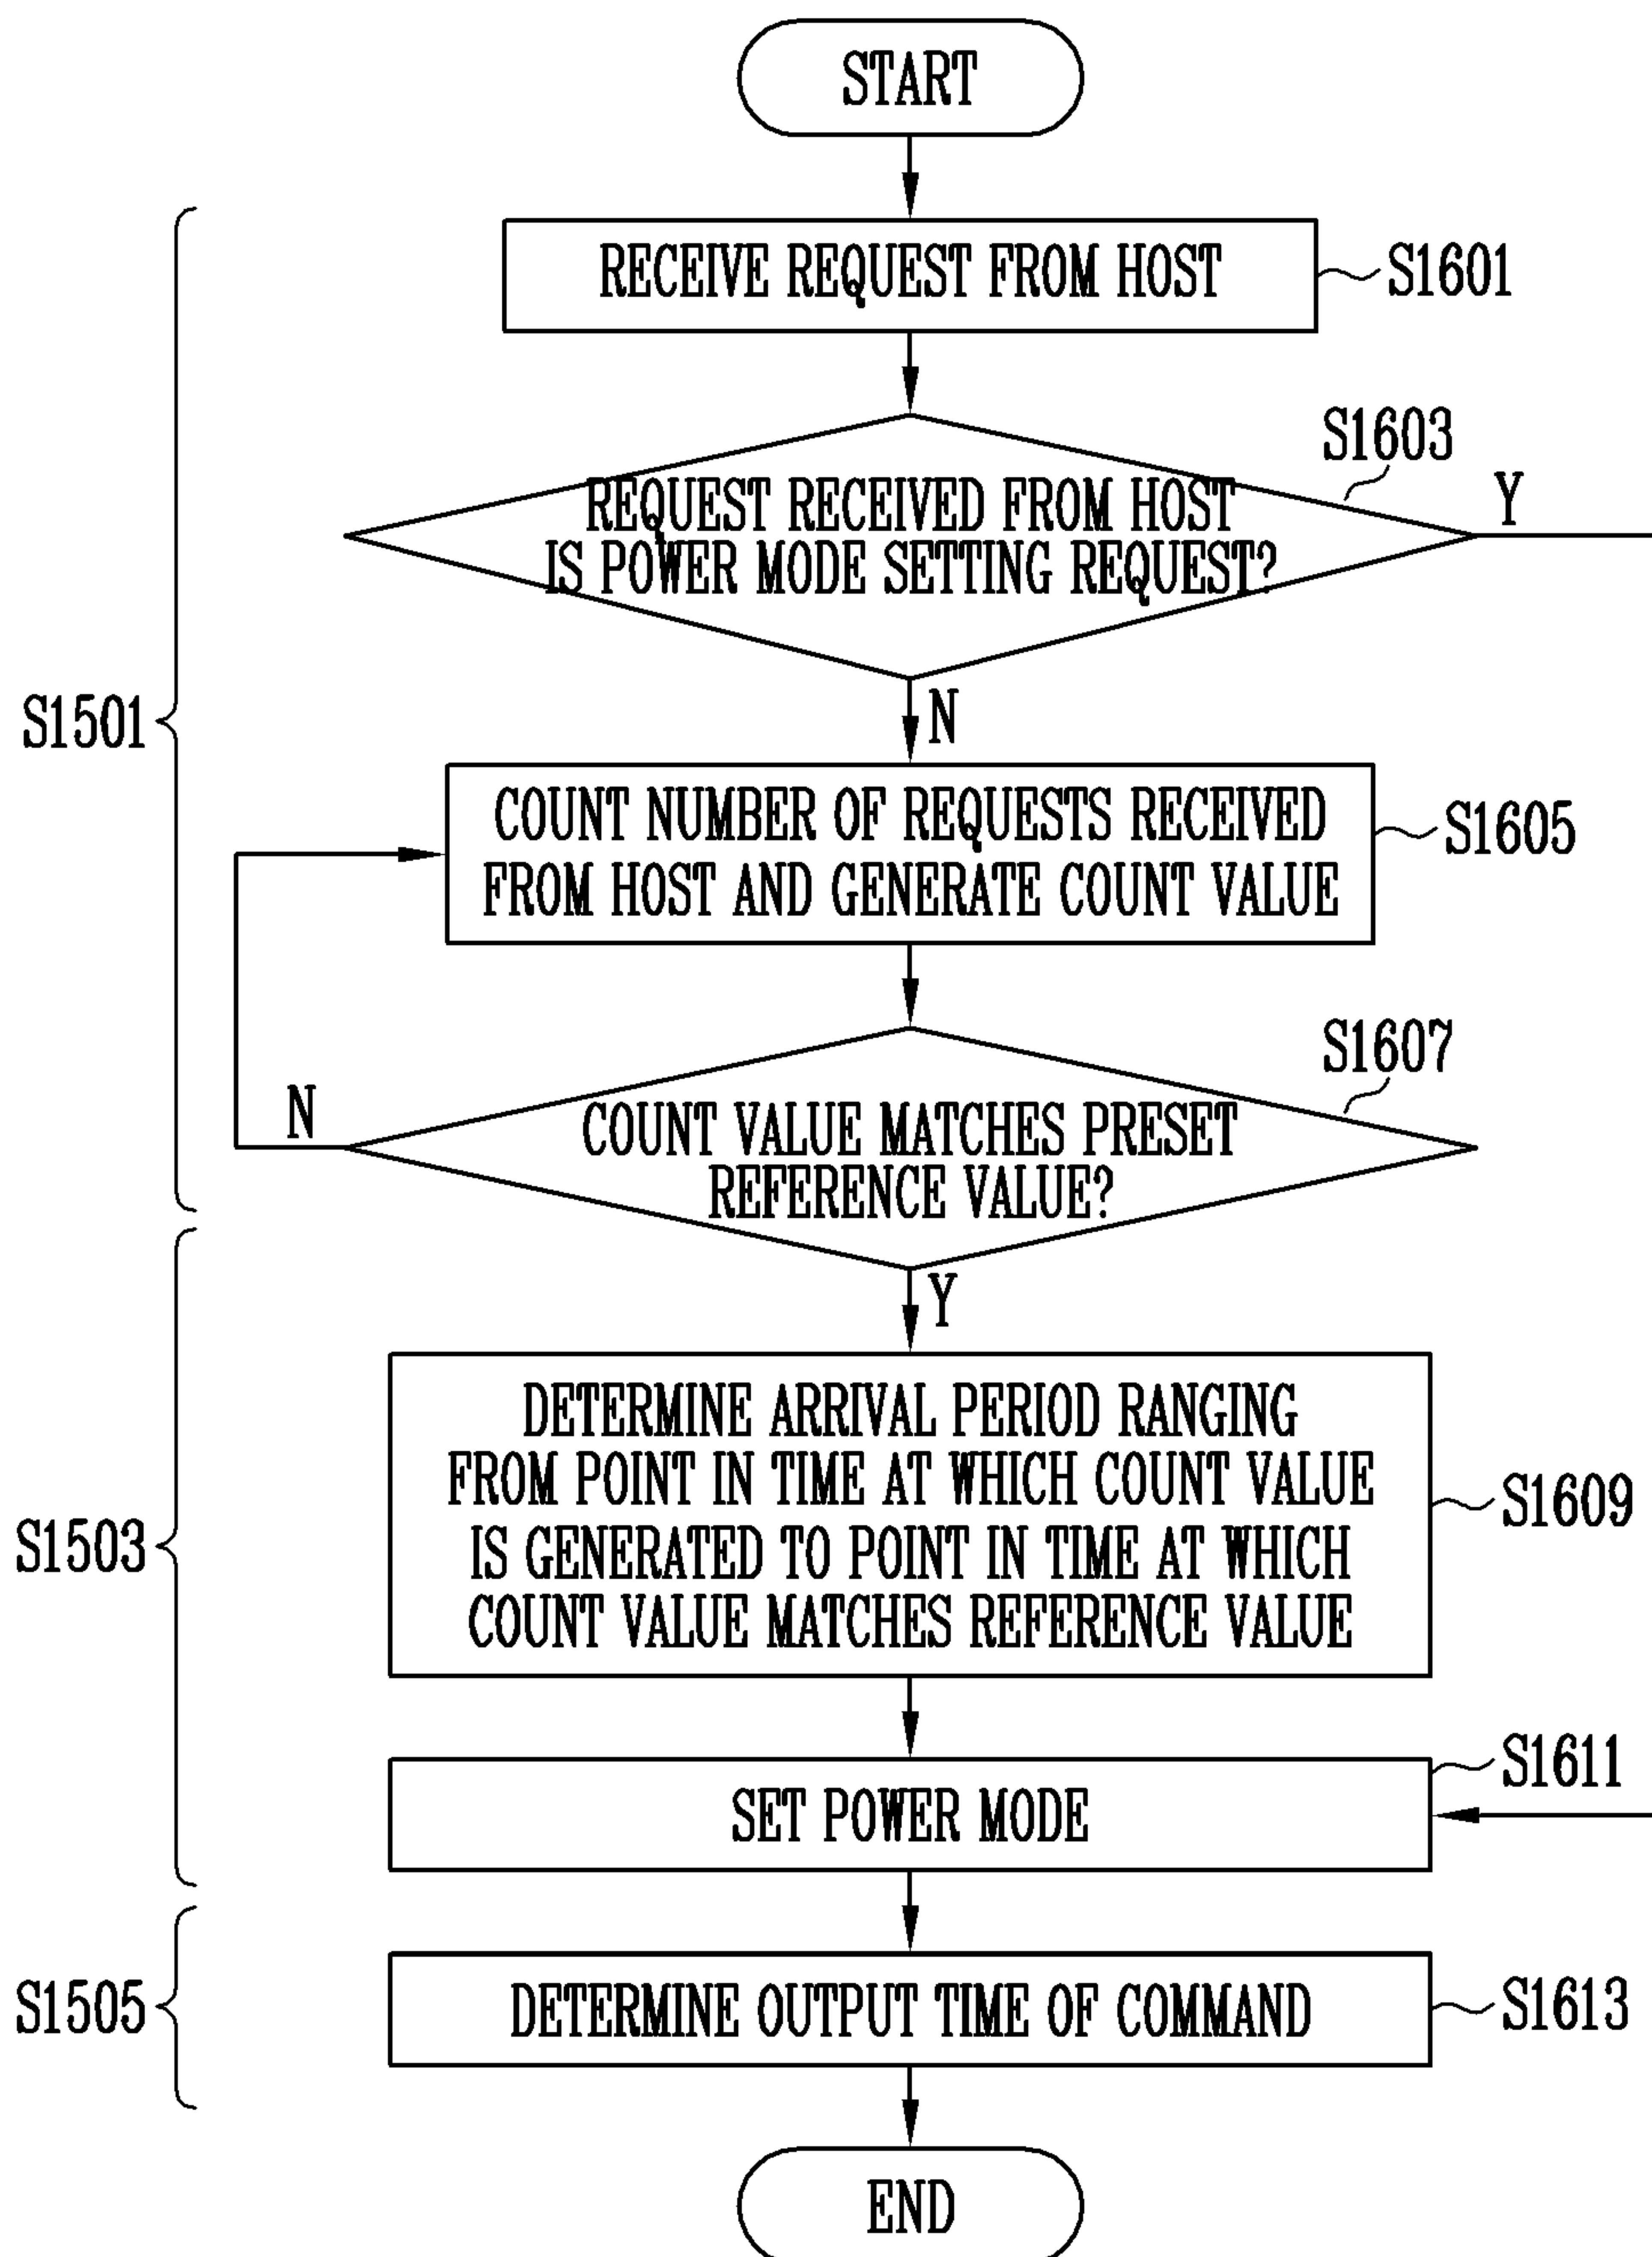 START
RECEIVE REQUEST FROM HOST
S1601
S1603
REQUEST RECEIVED FROM HOST
IS POWER MODE SETTING REQUEST?
Y
S1501
N
COUNT NUMBER OF REQUESTS RECEIVED
FROM HOST AND GENERATE COUNT VALUE
S1605
S1607
N
COUNT VALUE MATCHES PRESET
REFERENCE VALUE?
Y
S1503
DETERMINE ARRIVAL PERIOD RANGING
FROM POINT IN TIME AT WHICH COUNT VALUE
IS GENERATED TO POINT IN TIME AT WHICH
COUNT VALUE MATCHES REFERENCE VALUE
S1609
S1611
SET POWER MODE
S1505
DETERMINE OUTPUT TIME OF COMMAND
S1613
END